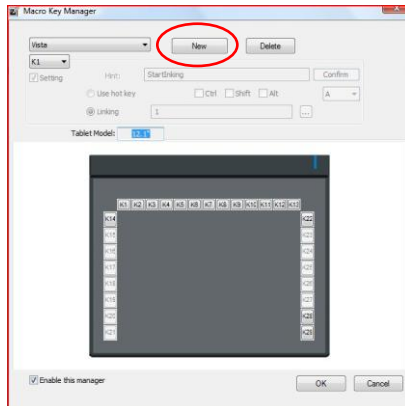 Macro Key Manager
Vista New Delete
K1
Setting Hint: StartInking Confirm
Use hot key Ctrl Shift Alt A
Linking 1 ...
Tablet Model: 12.1"
K1 K2 K3 K4 K5 K6 K7 K8 K9 K10 K11 K12 K13
K14 K22
K15 K23
K16 K24
K17 K25
K18 K26
K19 K27
K20 K28
K21 K29
Enable this manager OK Cancel